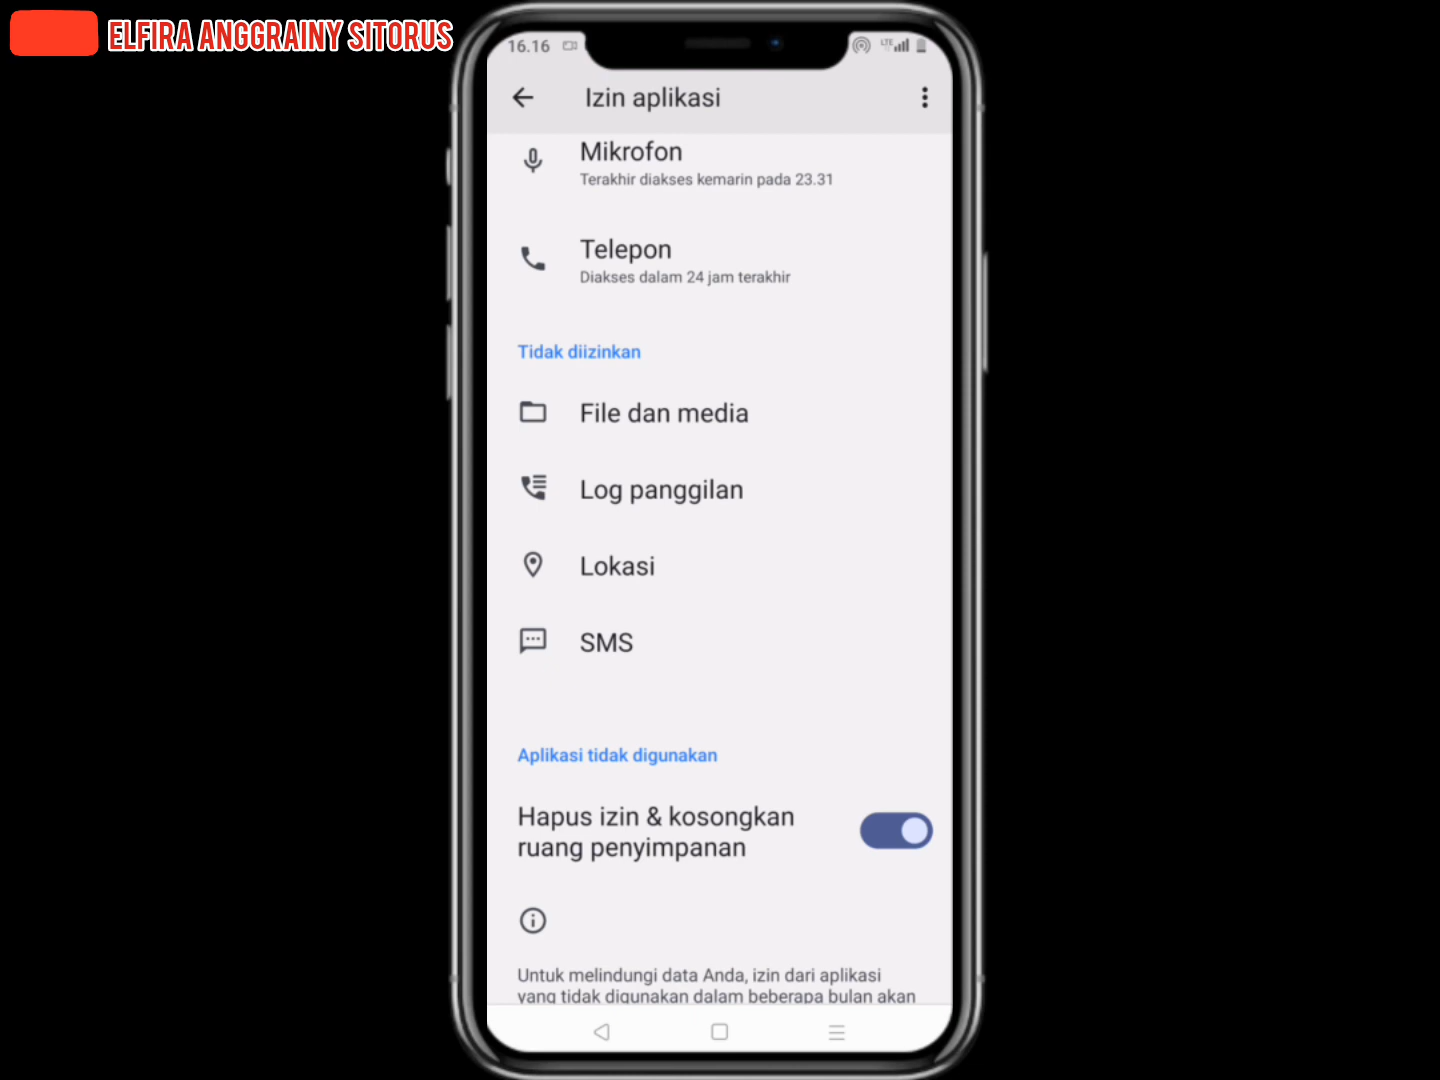 ELFIRA ANGGRAINY SITORUS
16.16
LTE
Izin aplikasi
Mikrofon
Terakhir diakses kemarin pada 23.31
Telepon
Diakses dalam 24 jam terakhir
Tidak diizinkan
File dan media
Log panggilan
Lokasi
SMS
Aplikasi tidak digunakan
Hapus izin & kosongkan
ruang penyimpanan
Untuk melindungi data Anda, izin dari aplikasi
yang tidak digunakan dalam beberapa bulan akan